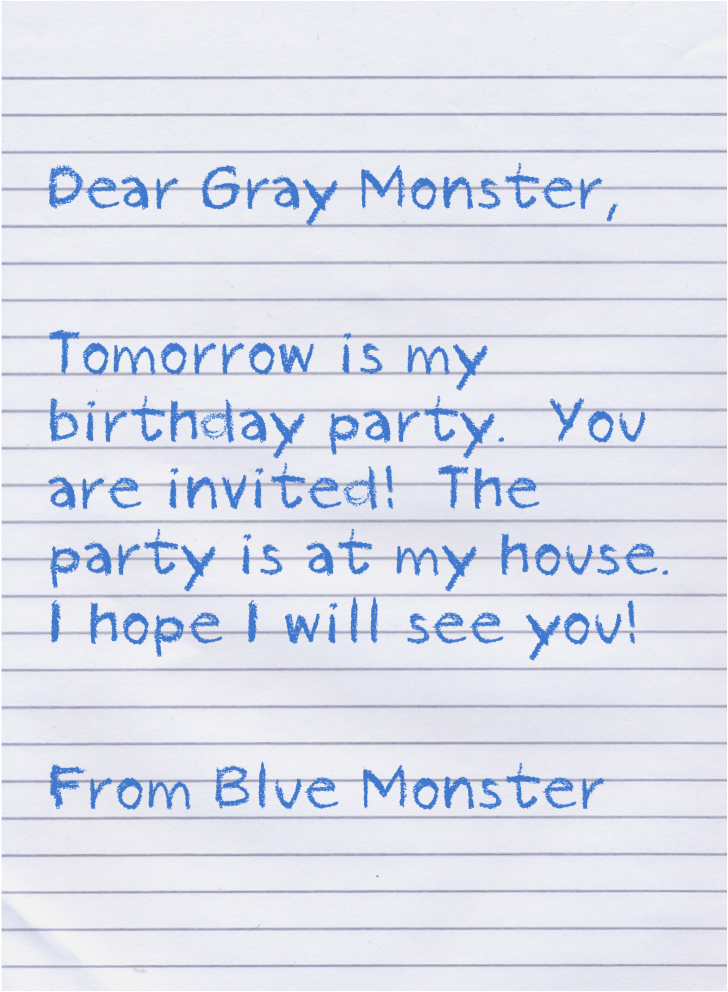 Dear Gray Monster,
Tomorrow is my
birthday party.  You
are invited!  The
party is at my house.
I hope I will see you!
From Blue Monster